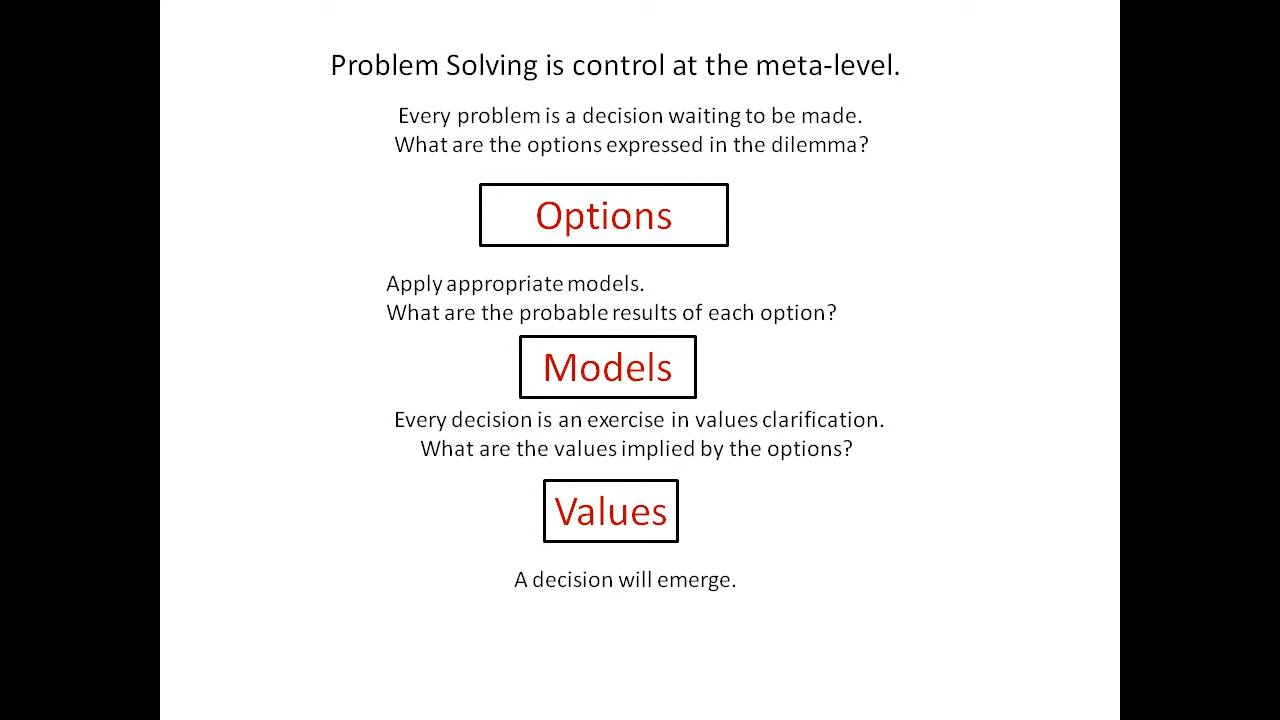 Problem Solving is control at the meta-level.
Every problem is a decision waiting to be made.
What are the options expressed in the dilemma?
Options
Apply appropriate models.
What are the probable results of each option?
Models
Every decision is an exercise in values clarification.
What are the values implied by the options?
Values
A decision will emerge.